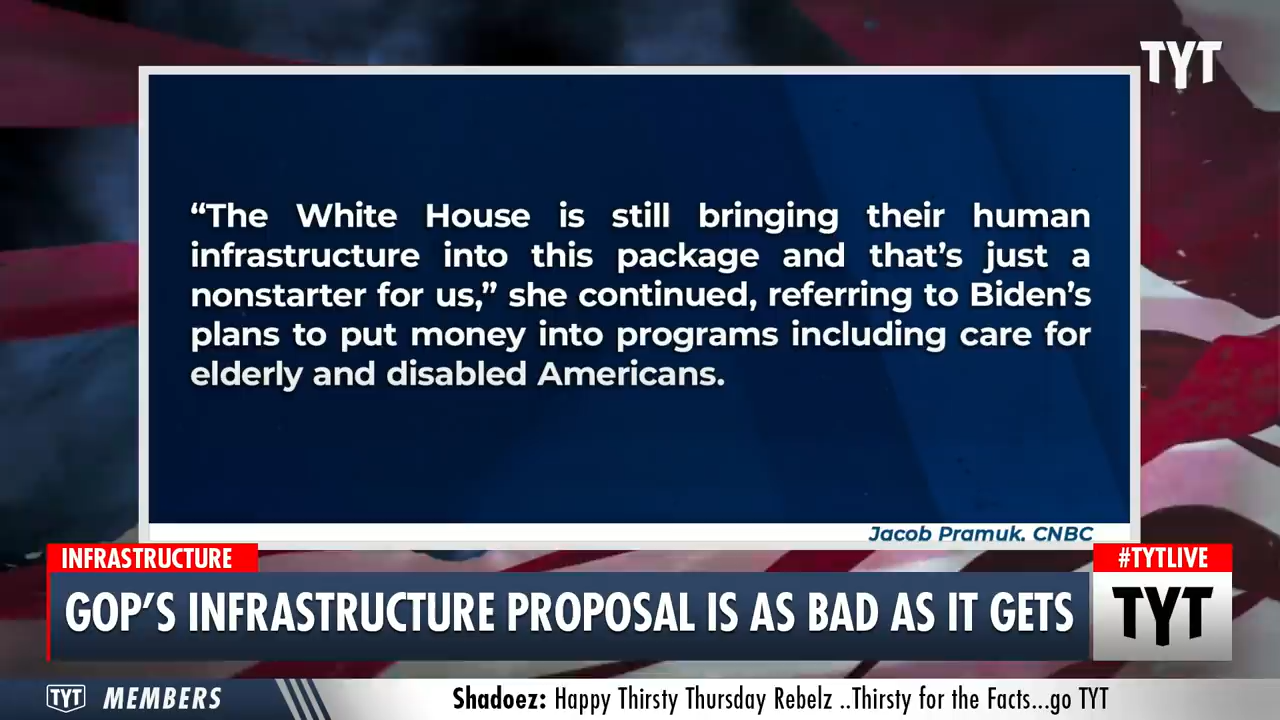 TYT
“The White House is still bringing their human
infrastructure into this package and that’s just a
nonstarter for us,” she continued, referring to Biden’s
plans to put money into programs including care for
elderly and disabled Americans.
Jacob Pramuk, CNBC
INFRASTRUCTURE
#TYTLIVE
GOP’S INFRASTRUCTURE PROPOSAL IS AS BAD AS IT GETS
TYT
TYT MEMBERS
Shadoez: Happy Thirsty Thursday Rebelz ..Thirsty for the Facts...go TYT